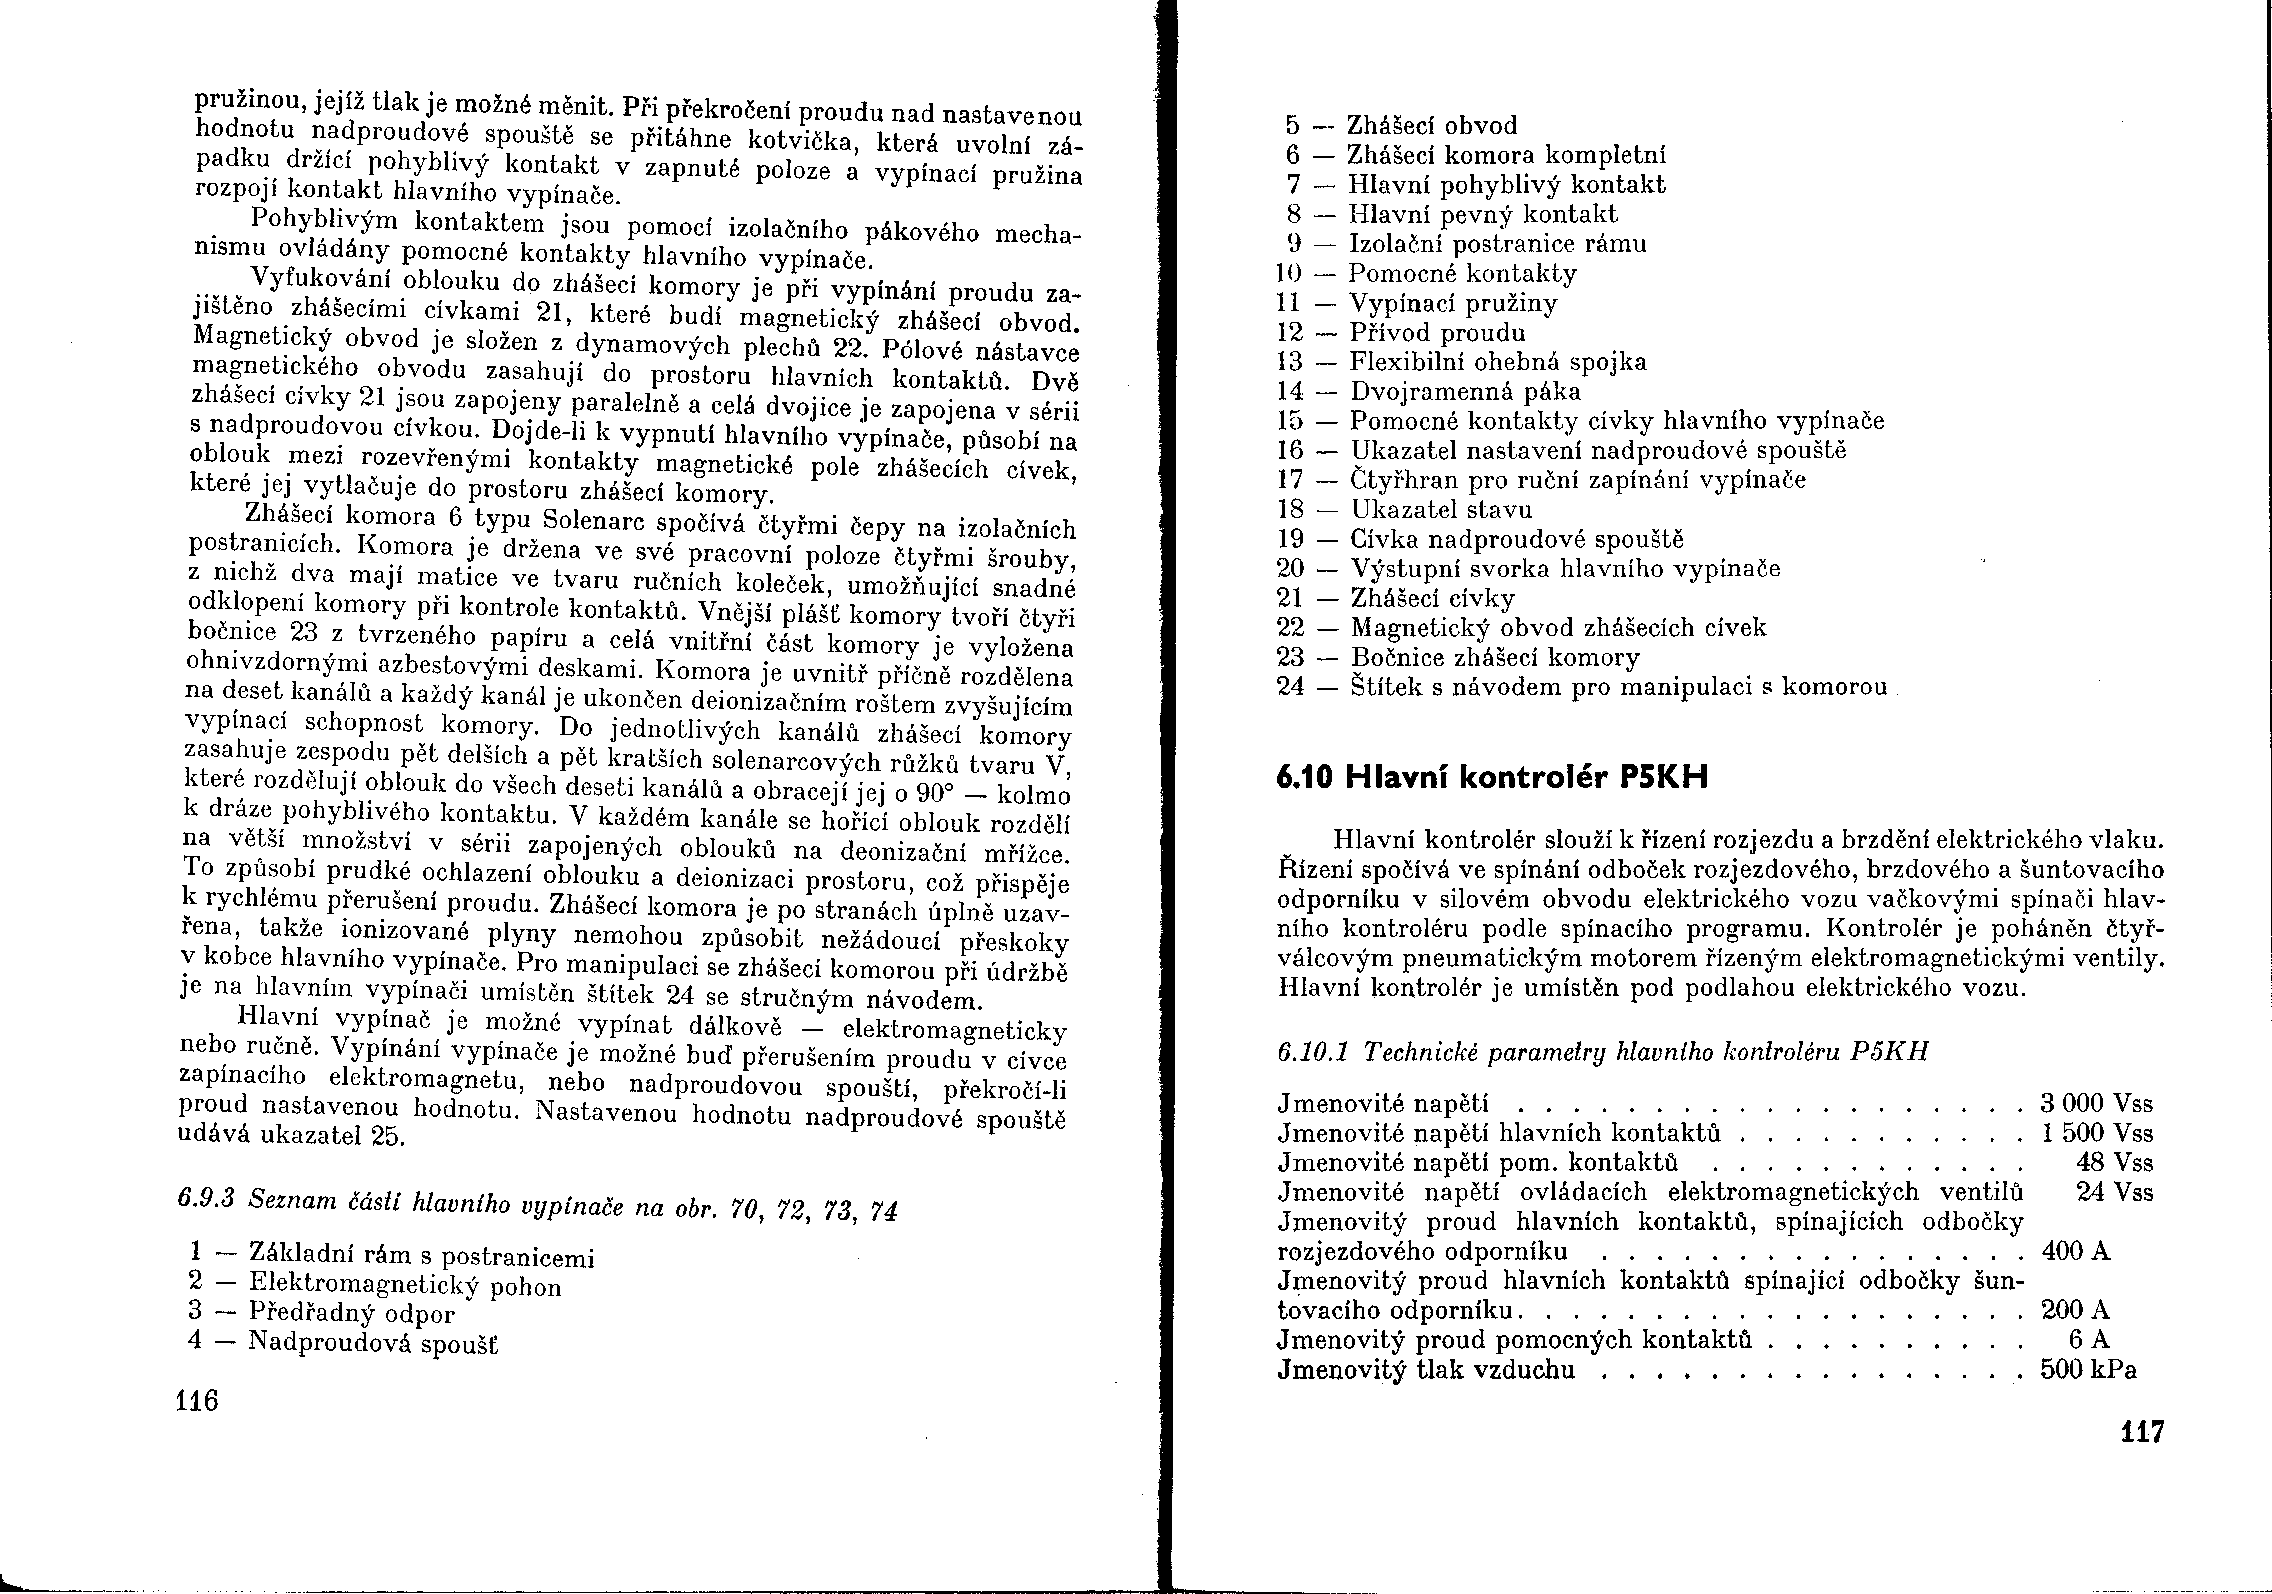 pružinou, jejíž tlak je možné měnit. Při překročení proudu nad nastavenou
hodnotu nadproudové spouště se přitáhne kotvička, která uvolní zá-
padku držící pohyblivý kontakt v zapnuté poloze a vypínací pružina
rozpojí kontakt hlavního vypínače.
Pohyblivým kontaktem jsou pomocí izolačního pákového mecha-
nismu ovládány pomocné kontakty hlavního vypínače.
Vyfukování oblouku do zhášecí komory je při vypínání proudu za-
jištěno zhášecími cívkami 21, které budí magnetický zhášecí obvod.
Magnetický obvod je složen z dynamových plechů 22. Pólové nástavce
magnetického obvodu zasahují do prostoru hlavních kontaktů. Dvě
zhášecí cívky 21 jsou zapojeny paralelně a celá dvojice je zapojena v sérii
s nadproudovou cívkou. Dojde-li k vypnutí hlavního vypínače, působí na
oblouk mezi rozevřenými kontakty magnetické pole zhášecích cívek,
které jej vytlačuje do prostoru zhášecí komory.
Zhášecí komora 6 typu Solenarc spočívá čtyřmi čepy na izolačních
postranicích. Komora je držena ve své pracovní poloze čtyřmi šrouby,
z nichž dva mají matice ve tvaru ručních koleček, umožňující snadné
odklopení komory při kontrole kontaktů. Vnější plášť komory tvoří čtyři
bočnice 23 z tvrzeného papíru a celá vnitřní část komory je vyložena
ohnivzdornými azbestovými deskami. Komora je uvnitř příčně rozdělena
na deset kanálů a každý kanál je ukončen deionizačním roštem zvyšujícím
vypínací schopnost komory. Do jednotlivých kanálů zhášecí komory
zasahuje zespodu pět delších a pět kratších solenarcových růžků tvaru V,
které rozdělují oblouk do všech deseti kanálů a obracejí jej o 90° — kolmo
k dráze pohyblivého kontaktu. V každém kanále se hořící oblouk rozdělí
na větší množství v sérii zapojených oblouků na deonizační mřížce.
To způsobí prudké ochlazení oblouku a deionizaci prostoru, což přispěje
k rychlému přerušení proudu. Zhášecí komora je po stranách úplně uzav-
řena, takže ionizované plyny nemohou způsobit nežádoucí přeskoky
v kobce hlavního vypínače. Pro manipulaci se zhášecí komorou při údržbě
je na hlavním vypínači umístěn štítek 24 se stručným návodem.
Hlavní vypínač je možné vypínat dálkově — elektromagneticky
nebo ručně. Vypínání vypínače je možné buď přerušením proudu v cívce
zapínacího elektromagnetu, nebo nadproudovou spouští, překročí-li
proud nastavenou hodnotu. Nastavenou hodnotu nadproudové spouště
udává ukazatel 25.
6.9.3 Seznam částí hlavního vypínače na obr. 70, 72, 73, 74
1 — Základní rám s postranicemi
2 — Elektromagnetický pohon
3 — Předřadný odpor
4 — Nadproudová spoušť
116
5 — Zhášecí obvod
6 — Zhášecí komora kompletní
7 — Hlavní pohyblivý kontakt
8 — Hlavní pevný kontakt
9 — Izolační postranice rámu
10 — Pomocné kontakty
11 — Vypínací pružiny
12 — Přívod proudu
13 — Flexibilní ohebná spojka
14 — Dvojramenná páka
15 — Pomocné kontakty cívky hlavního vypínače
16 — Ukazatel nastavení nadproudové spouště
17 — Čtyřhran pro ruční zapínání vypínače
18 — Ukazatel stavu
19 — Cívka nadproudové spouště
20 — Výstupní svorka hlavního vypínače
21 — Zhášecí cívky
22 — Magnetický obvod zhášecích cívek
23 — Bočnice zhášecí komory
24 — Štítek s návodem pro manipulaci s komorou
6.10 Hlavní kontrolér P5KH
Hlavní kontrolér slouží k řízení rozjezdu a brzdění elektrického vlaku.
Řízení spočívá ve spínání odboček rozjezdového, brzdového a šuntovacího
odporníku v silovém obvodu elektrického vozu vačkovými spínači hlav-
ního kontroléru podle spínacího programu. Kontrolér je poháněn čtyř-
válcovým pneumatickým motorem řízeným elektromagnetickými ventily.
Hlavní kontrolér je umístěn pod podlahou elektrického vozu.
6.10.1 Technické parametry hlavního kontroléru P5KH
Jmenovité napětí . . . . . . . . . . . . . . . . . . . 3 000 Vss
Jmenovité napětí hlavních kontaktů . . . . . . . . . . . 1 500 Vss
Jmenovité napětí pom. kontaktů . . . . . . . . . . . . 48 Vss
Jmenovité napětí ovládacích elektromagnetických ventilů 24 Vss
Jmenovitý proud hlavních kontaktů, spínajících odbočky
rozjezdového odporníku . . . . . . . . . . . . . . . . 400 A
Jmenovitý proud hlavních kontaktů spínající odbočky šun-
tovacího odporníku. . . . . . . . . . . . . . . . . . . 200 A
Jmenovitý proud pomocných kontaktů . . . . . . . . . . 6 A
Jmenovitý tlak vzduchu . . . . . . . . . . . . . . . . 500 kPa
117